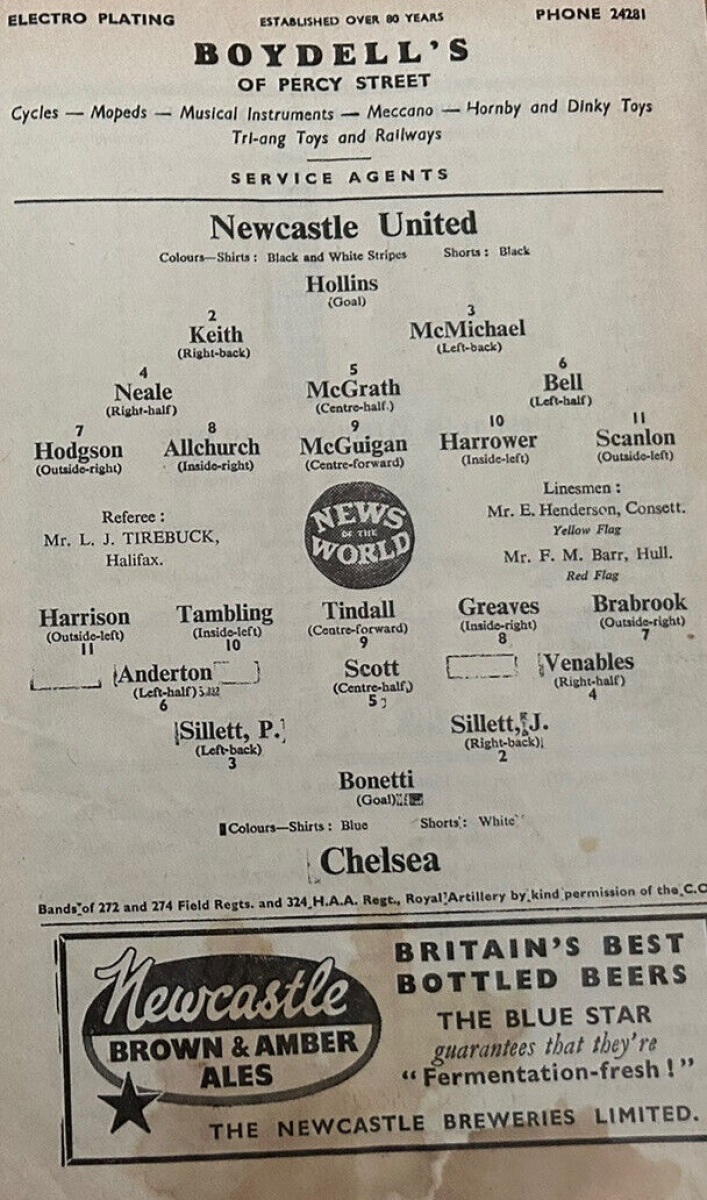 ELECTRO PLATING ESTABLISHED OVER 80 YEARS PHONE 24281
BOYDELL'S
OF PERCY STREET
Cycles — Mopeds — Musical Instruments — Meccano — Hornby and Dinky Toys
Tri-ang Toys and Railways
SERVICE AGENTS
Newcastle United
Colours—Shirts : Black and White Stripes Shorts : Black
Hollins
(Goal)
2 3
Keith McMichael
(Right-back) (Left-back)
4 5 6
Neale McGrath Bell
(Right-half) (Centre-half.) (Left-half)
7 8 9 10 11
Hodgson Allchurch McGuigan Harrower Scanlon
(Outside-right) (Inside-right) (Centre-forward) (Inside-left) (Outside-left)
Referee :
Mr. L. J. TIREBUCK,
Halifax.
NEWS
OF THE
WORLD
Linesmen :
Mr. E. Henderson, Consett.
Yellow Flag
Mr. F. M. Barr, Hull.
Red Flag
Harrison Tambling Tindall Greaves Brabrook
(Outside-left) (Inside-left) (Centre-forward) (Inside-right) (Outside-right)
11 10 9 8 7
Anderton Scott Venables
(Left-half) (Centre-half) (Right-half)
6 5 4
Sillett, P. Sillett, J.
(Left-back) (Right-back)
3 2
Bonetti
(Goal)
Colours—Shirts : Blue Shorts : White
Chelsea
Bands of 272 and 274 Field Regts. and 324 H.A.A. Regt., Royal Artillery by kind permission of the C.O
Newcastle
BROWN & AMBER
ALES
BRITAIN'S BEST
BOTTLED BEERS
THE BLUE STAR
guarantees that they're
"Fermentation-fresh!"
THE NEWCASTLE BREWERIES LIMITED.